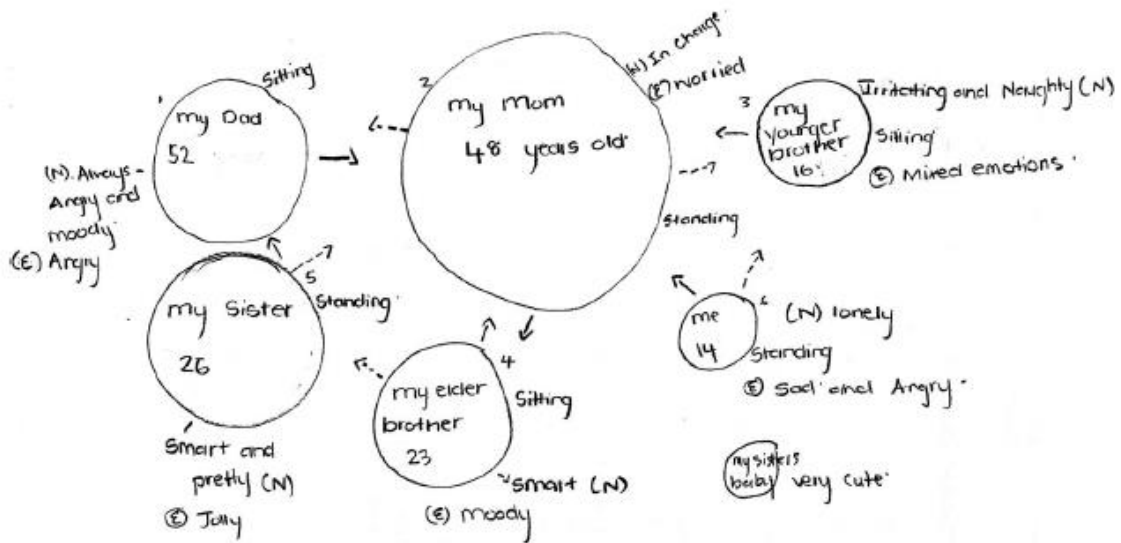 1
Sitting
my Dad
52
(N). Always -
Angry and
moody.
(E) Angry
2
my Mom
48 years old.
(N) In charge
(E) worried
Standing
3
my
younger
brother
16
Irritating and Naughty (N)
Sitting
(E) Mixed emotions.
5
my Sister
26
Standing
Smart and
pretty (N)
(E) Jolly
4
my elder
brother
23
Sitting
Smart (N)
(E) moody
6
me
14
(N) lonely
Standing
(E) Sad and Angry.
my sisters
baby very cute